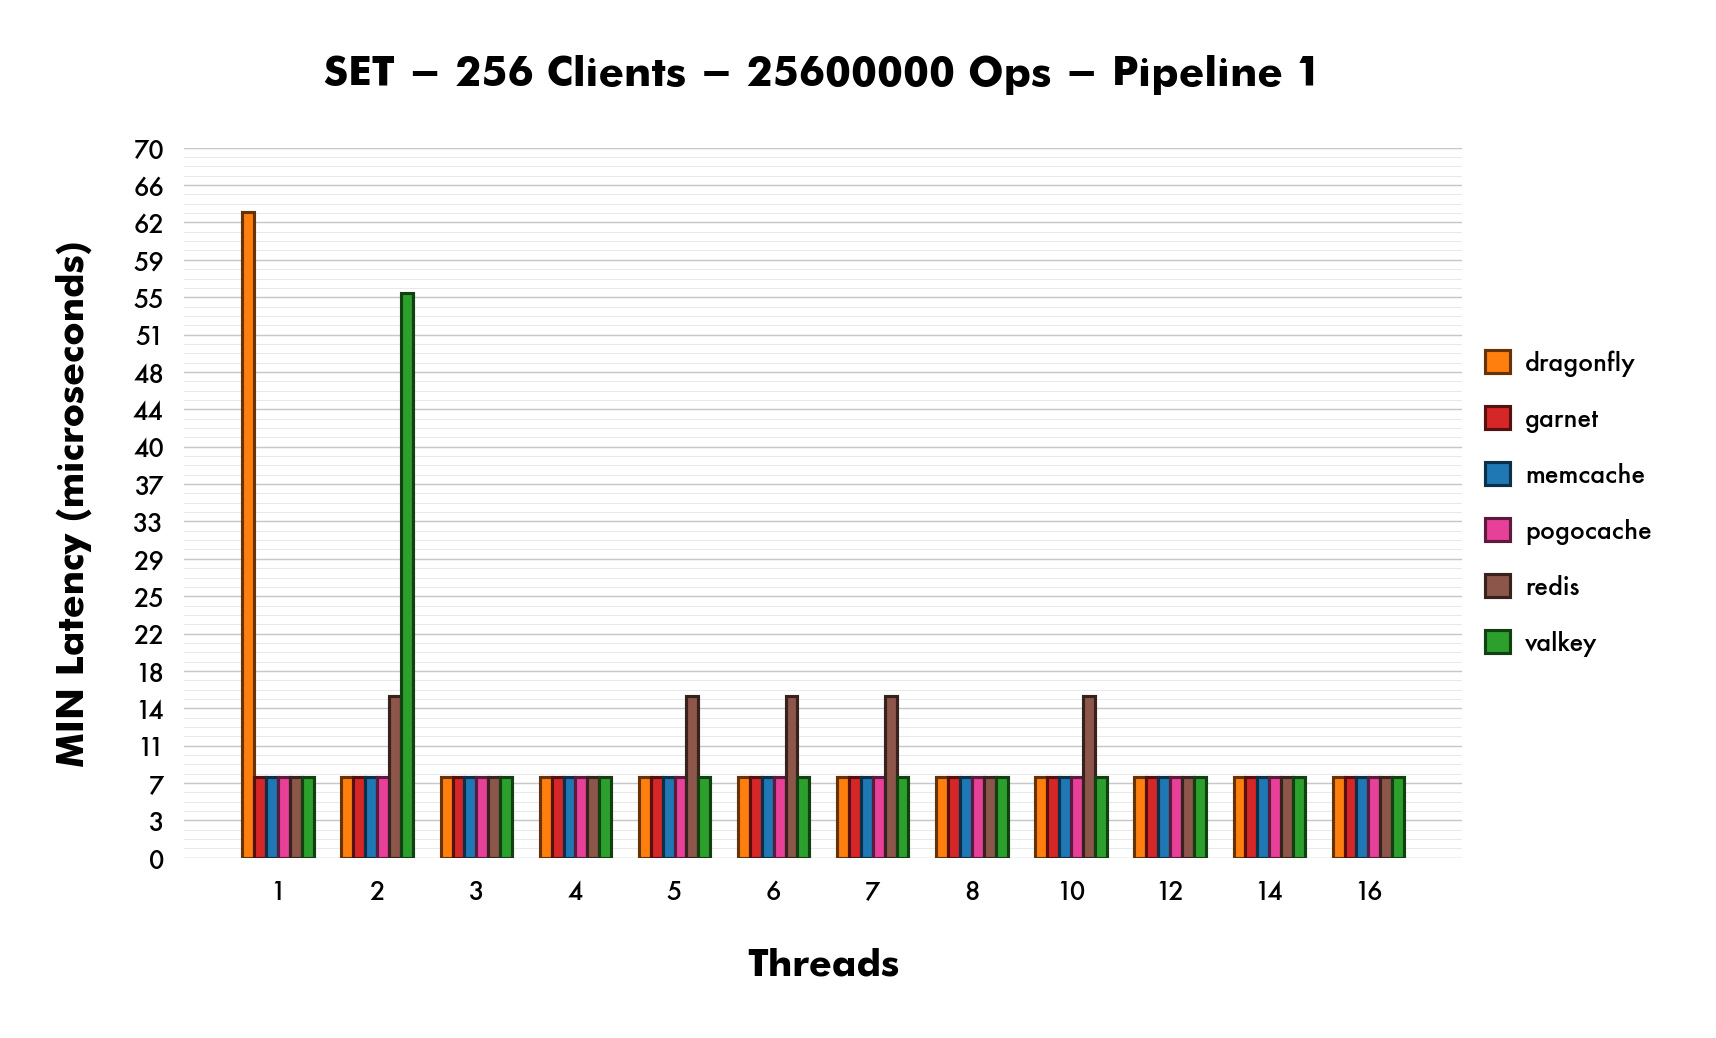 SET – 256 Clients – 25600000 Ops – Pipeline 1
MIN Latency (microseconds)
70
66
62
59
55
51
48
44
40
37
33
29
25
22
18
14
11
7
3
0
1 2 3 4 5 6 7 8 10 12 14 16
Threads
dragonfly
garnet
memcache
pogocache
redis
valkey